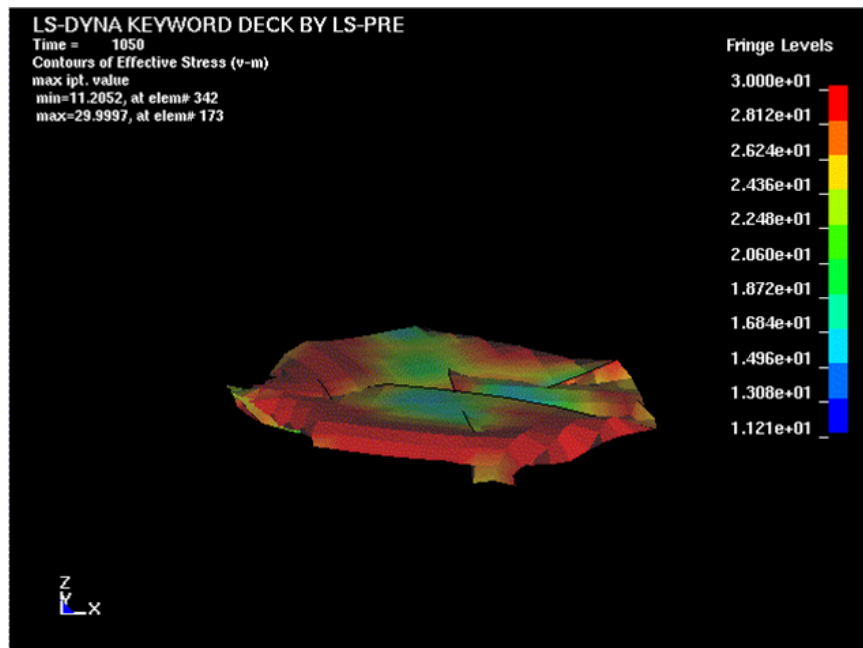 LS-DYNA KEYWORD DECK BY LS-PRE
Time = 1050
Contours of Effective Stress (v-m)
max ipt. value
min=11.2052, at elem# 342
max=29.9997, at elem# 173
Fringe Levels
3.000e+01
2.812e+01
2.624e+01
2.436e+01
2.248e+01
2.060e+01
1.872e+01
1.684e+01
1.496e+01
1.308e+01
1.121e+01
Z
Y
X